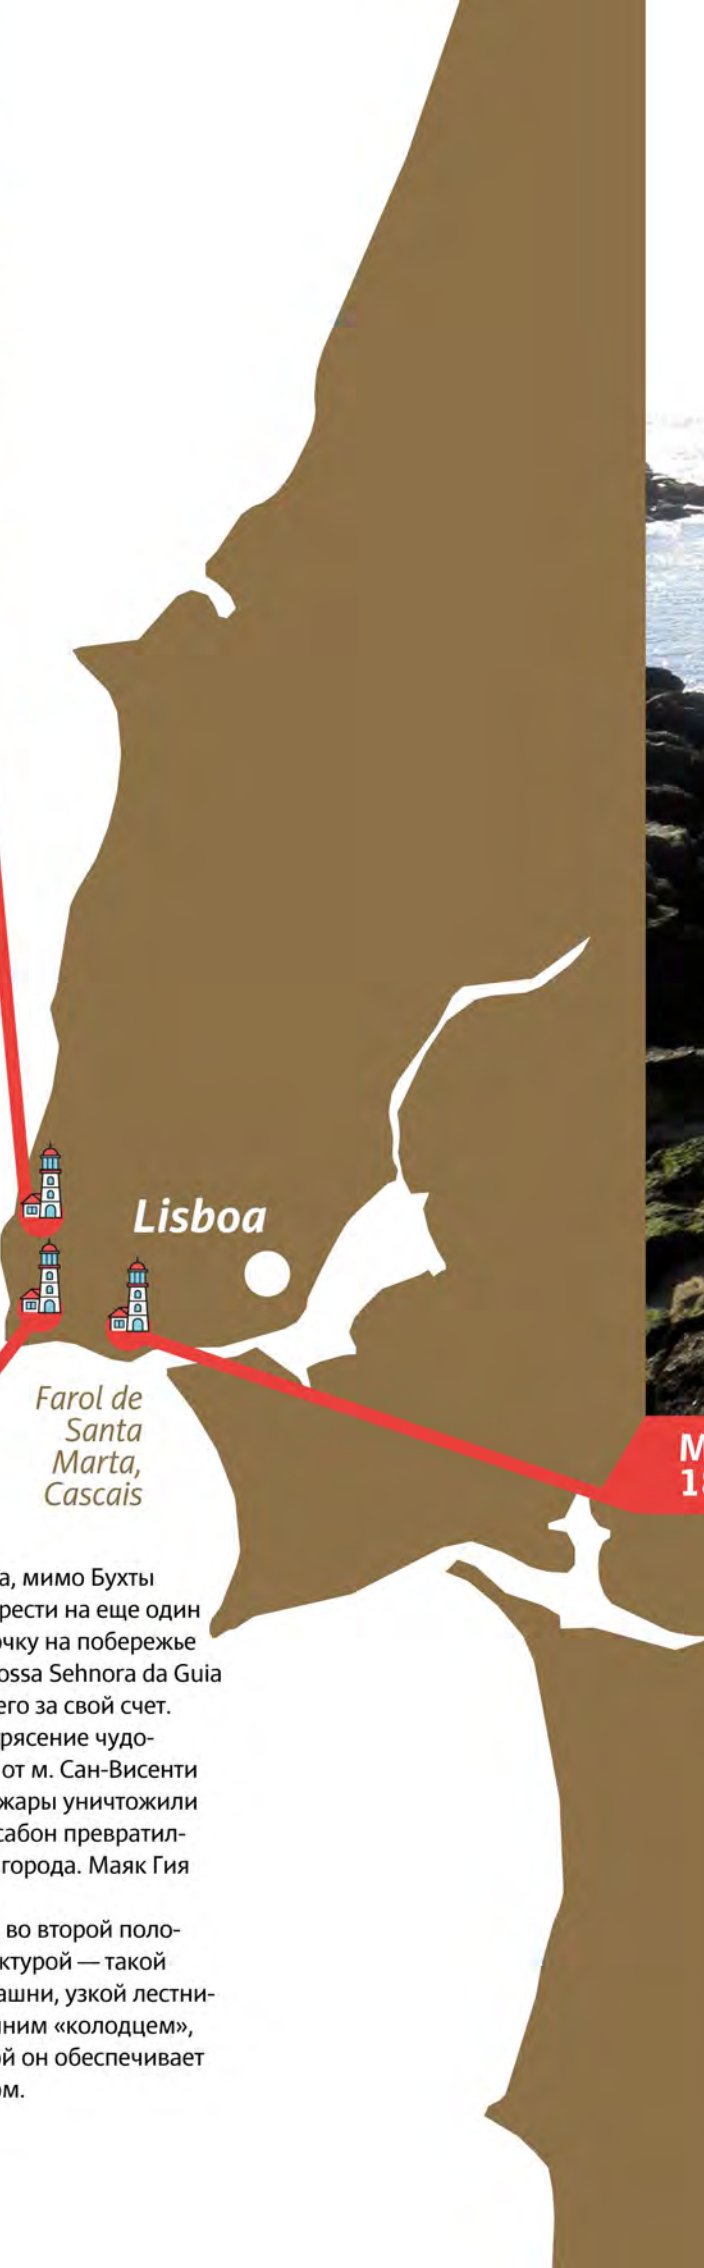 Lisboa
Farol de
Santa
Marta,
Cascais
а, мимо Бухты
рести на еще один
очку на побережье
ossa Sehnora da Guia
его за свой счет.
рясение чудо-
от м. Сан-Висенти
жары уничтожили
сабон превратил-
города. Маяк Гия
во второй поло-
ктурой — такой
ашни, узкой лестни-
ним «колодцем»,
й он обеспечивает
ом.
М
18